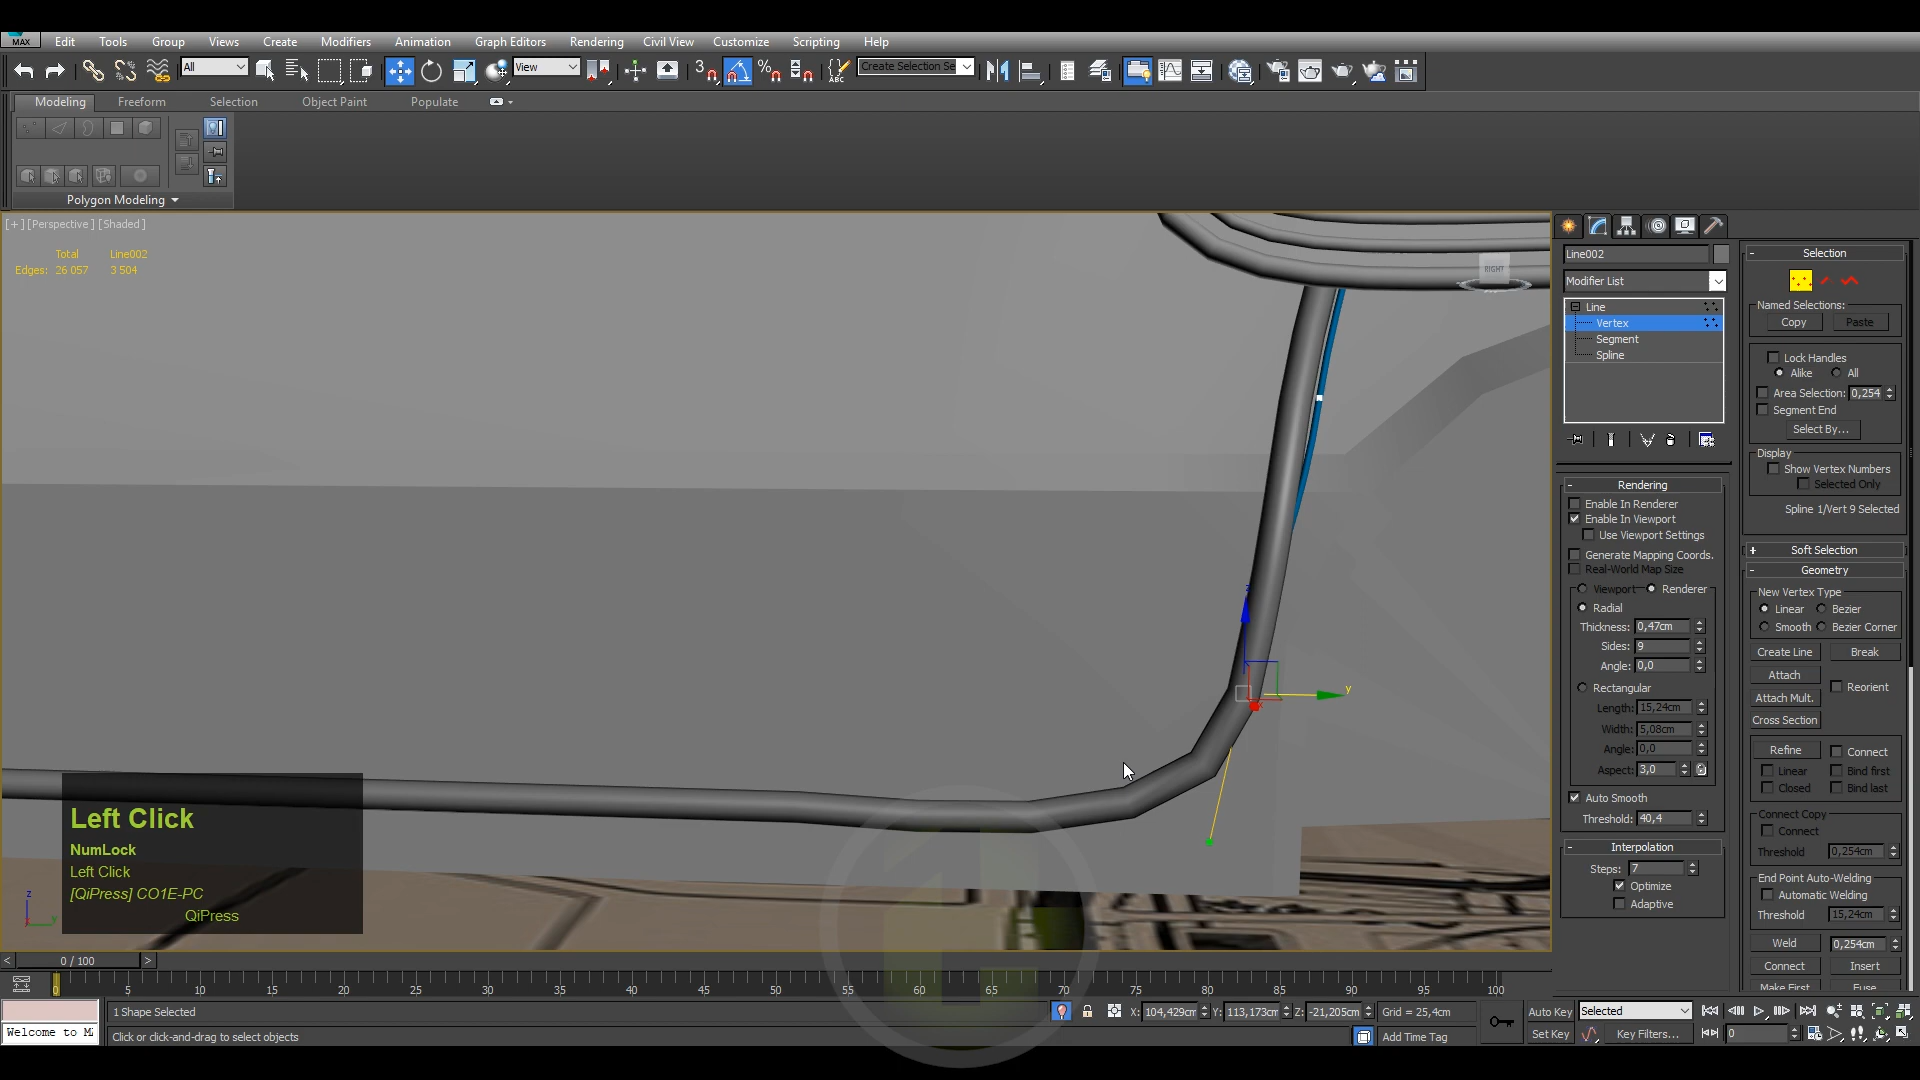 MAX
Edit Tools Group Views Create Modifiers Animation Graph Editors Rendering Civil View Customize Scripting Help
All
View
3
ABC
Create Selection Se
Modeling Freeform Selection Object Paint Populate
Polygon Modeling
[+] [Perspective] [Shaded]
Total Line002
Edges: 26 057 3 504
RIGHT
z
y
Left Click
NumLock
Left Click
[QiPress] CO1E-PC
QiPress
z
y
Line002
Modifier List
Line
Vertex
Segment
Spline
Rendering
Enable In Renderer
Enable In Viewport
Use Viewport Settings
Generate Mapping Coords.
Real-World Map Size
Viewport Renderer
Radial
Thickness: 0,47cm
Sides: 9
Angle: 0,0
Rectangular
Length: 15,24cm
Width: 5,08cm
Angle: 0,0
Aspect: 3,0
Auto Smooth
Threshold: 40,4
Interpolation
Steps: 7
Optimize
Adaptive
Selection
Named Selections:
Copy Paste
Lock Handles
Alike All
Area Selection: 0,254
Segment End
Select By...
Display
Show Vertex Numbers
Selected Only
Spline 1/Vert 9 Selected
Soft Selection
Geometry
New Vertex Type
Linear Bezier
Smooth Bezier Corner
Create Line Break
Attach
Reorient
Attach Mult.
Cross Section
Refine Connect
Linear Bind first
Closed Bind last
Connect Copy
Connect
Threshold 0,254cm
End Point Auto-Welding
Automatic Welding
Threshold 15,24cm
Weld 0,254cm
Connect Insert
Make First Fuse
< 0 / 100 >
0 5 10 15 20 25 30 35 40 45 50 55 60 65 70 75 80 85 90 95 100
1 Shape Selected
X: 104,429cm Y: 113,173cm Z: -21,205cm Grid = 25,4cm
Auto Key Selected
Welcome to M
Click or click-and-drag to select objects
Add Time Tag
Set Key Key Filters... 0